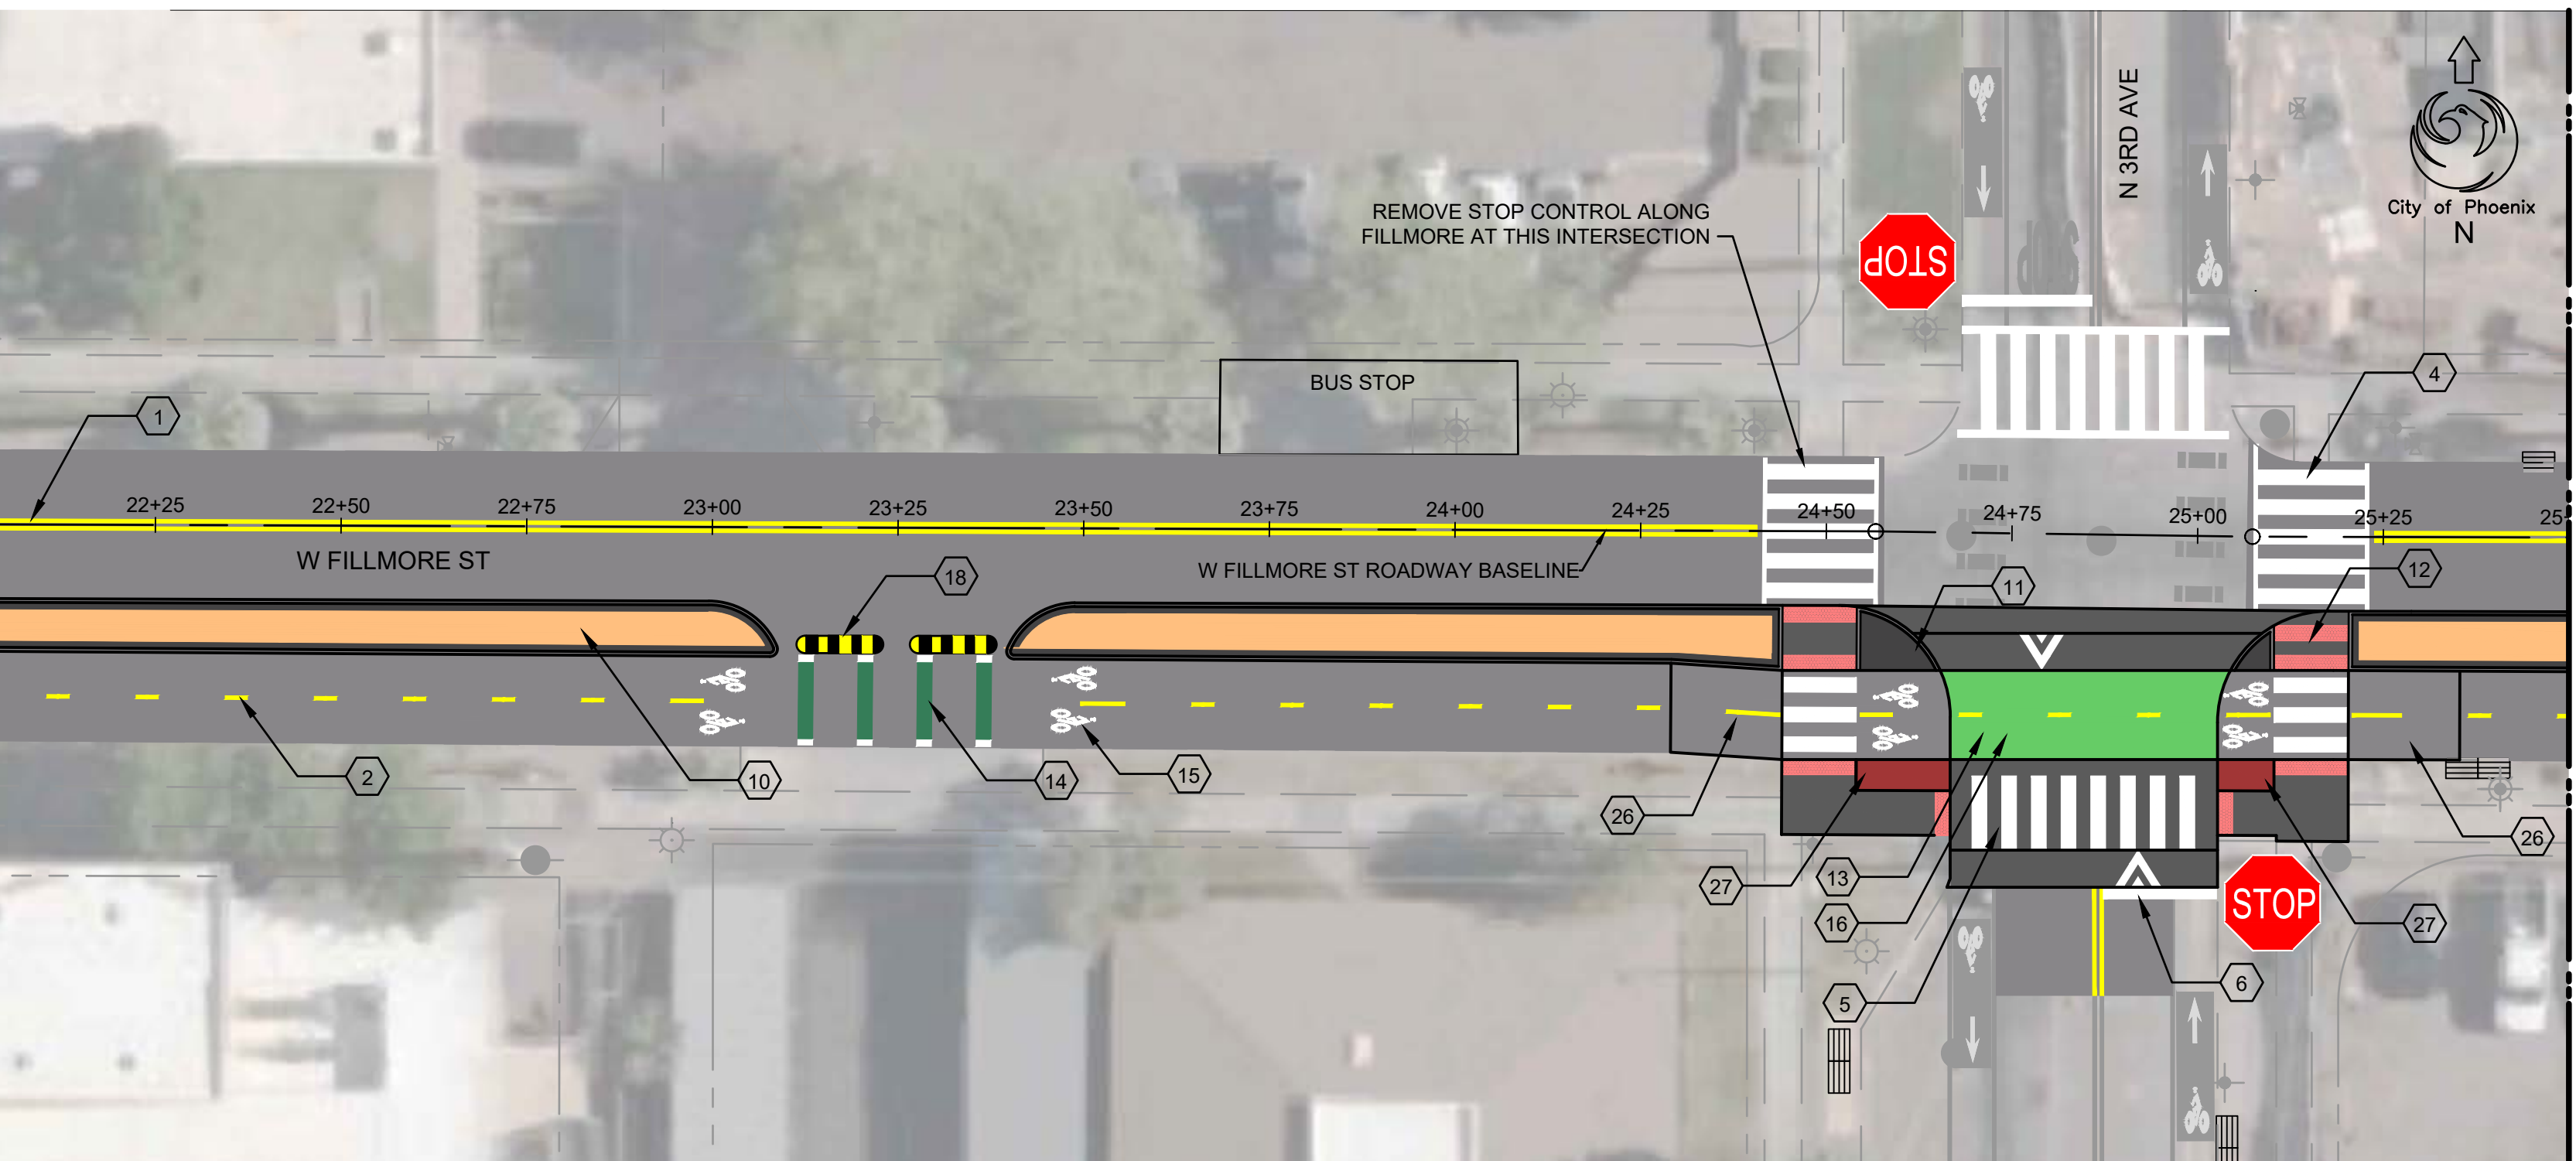 N 3RD AVE
City of Phoenix
N
REMOVE STOP CONTROL ALONG
FILLMORE AT THIS INTERSECTION
STOP
STOP
BUS STOP
4
1
22+25
22+50
22+75
23+00
23+25
23+50
23+75
24+00
24+25
24+50
24+75
25+00
25+25
25+
W FILLMORE ST
W FILLMORE ST ROADWAY BASELINE
18
11
12
2
10
14
15
26
26
27
13
16
STOP
27
6
5